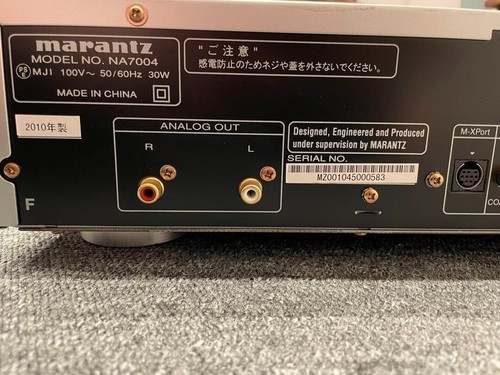 marantz
MODEL NO. NA7004
PS E MJI 100V～ 50/60Hz 30W
MADE IN CHINA
"ご注意"
感電防止のためネジや蓋を外さないでください。
2010年製
ANALOG OUT
R
L
Designed, Engineered and Produced
under supervision by MARANTZ
SERIAL NO.
MZ001045000583
M-XPort
F